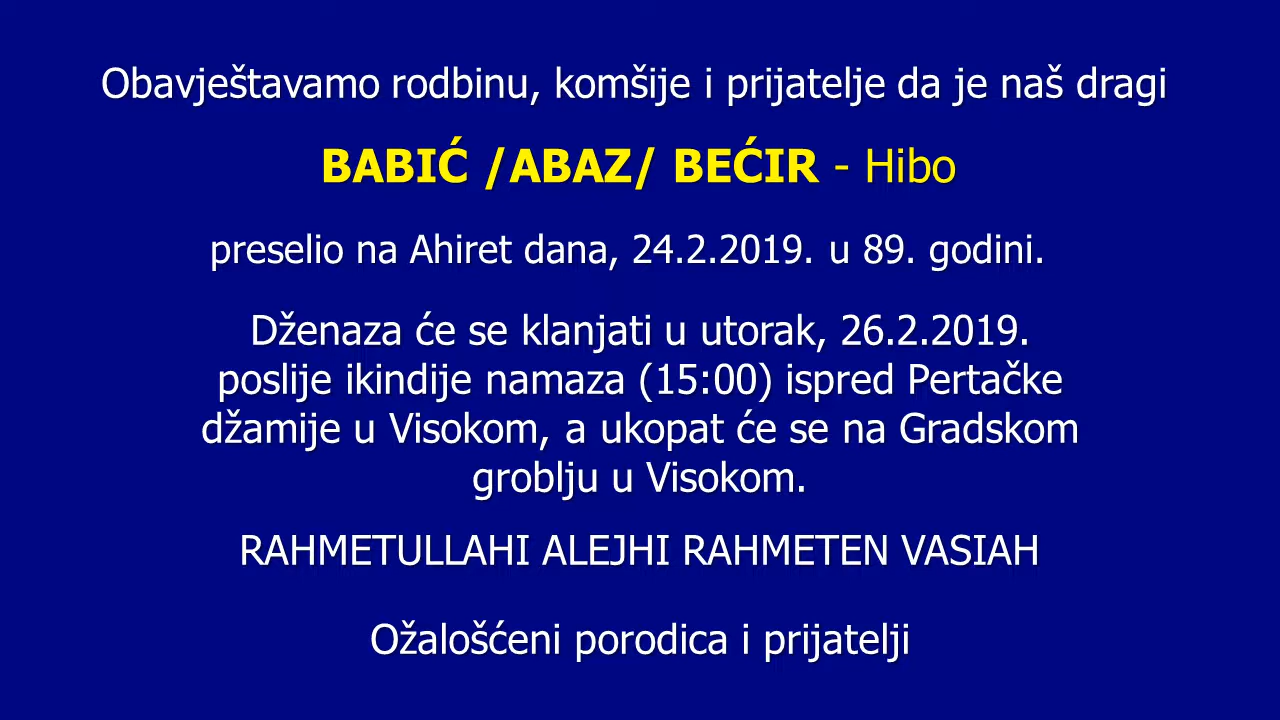 Obavještavamo rodbinu, komšije i prijatelje da je naš dragi
BABIĆ /ABAZ/ BEĆIR - Hibo
preselio na Ahiret dana, 24.2.2019. u 89. godini.
Dženaza će se klanjati u utorak, 26.2.2019.
poslije ikindije namaza (15:00) ispred Pertačke
džamije u Visokom, a ukopat će se na Gradskom
groblju u Visokom.
RAHMETULLAHI ALEJHI RAHMETEN VASIAH
Ožalošćeni porodica i prijatelji